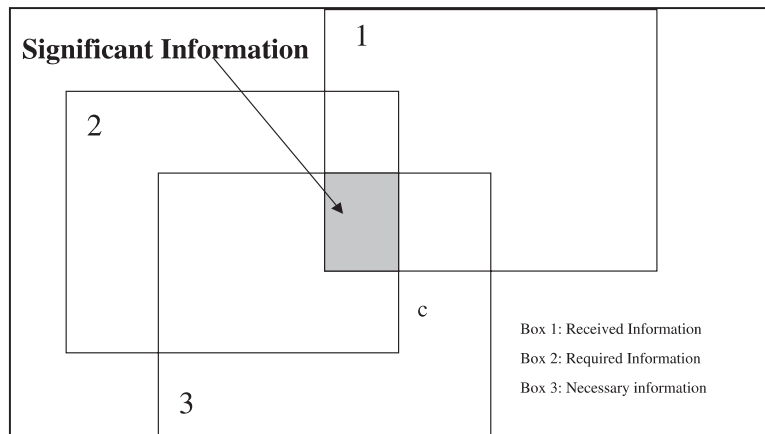 1
Significant Information
2
c
Box 1: Received Information
Box 2: Required Information
Box 3: Necessary information
3